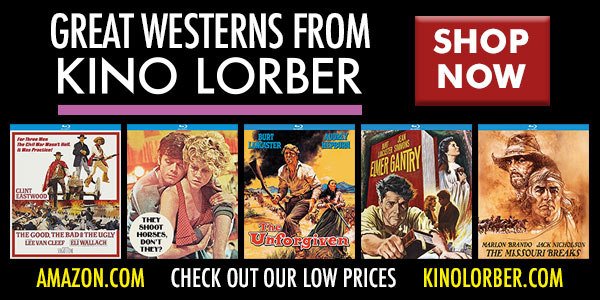 GREAT WESTERNS FROM
KINO LORBER
SHOP
NOW
For Three Men
The Civil War Wasn't Hell.
It Was Practice!
CLINT
EASTWOOD
THE GOOD, THE BAD & THE UGLY
LEE VAN CLEEF
ELI WALLACH
THEY
SHOOT
HORSES,
DON'T
THEY?
BURT
LANCASTER
AUDREY
HEPBURN
The
Unforgiven
BURT
LANCASTER
JEAN
SIMMONS
ELMER
GANTRY
MARLON BRANDO JACK NICHOLSON
THE MISSOURI BREAKS
AMAZON.COM CHECK OUT OUR LOW PRICES KINOLORBER.COM